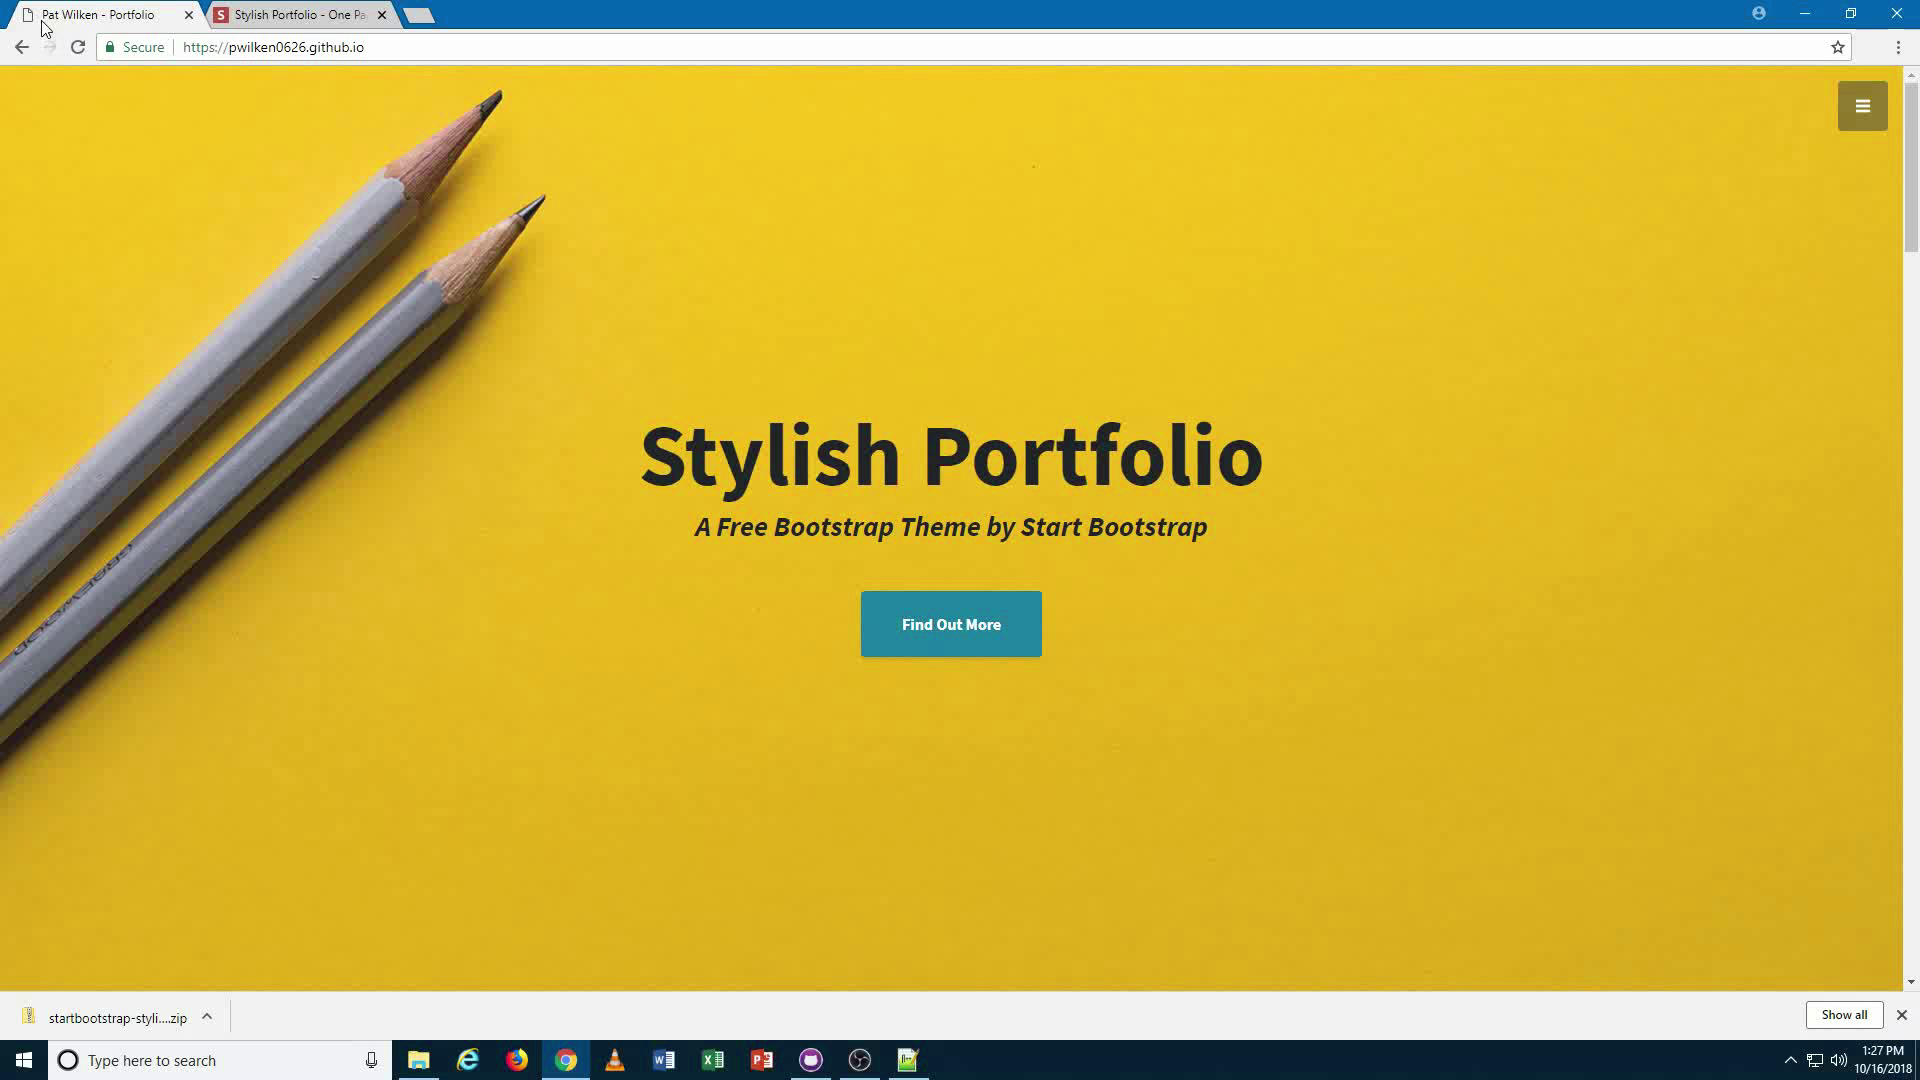 Pat Wilken - Portfolio
Stylish Portfolio - One Pa
Secure
https://pwilken0626.github.io
Stylish Portfolio
A Free Bootstrap Theme by Start Bootstrap
Find Out More
startbootstrap-styli....zip
Show all
Type here to search
1:27 PM
10/16/2018